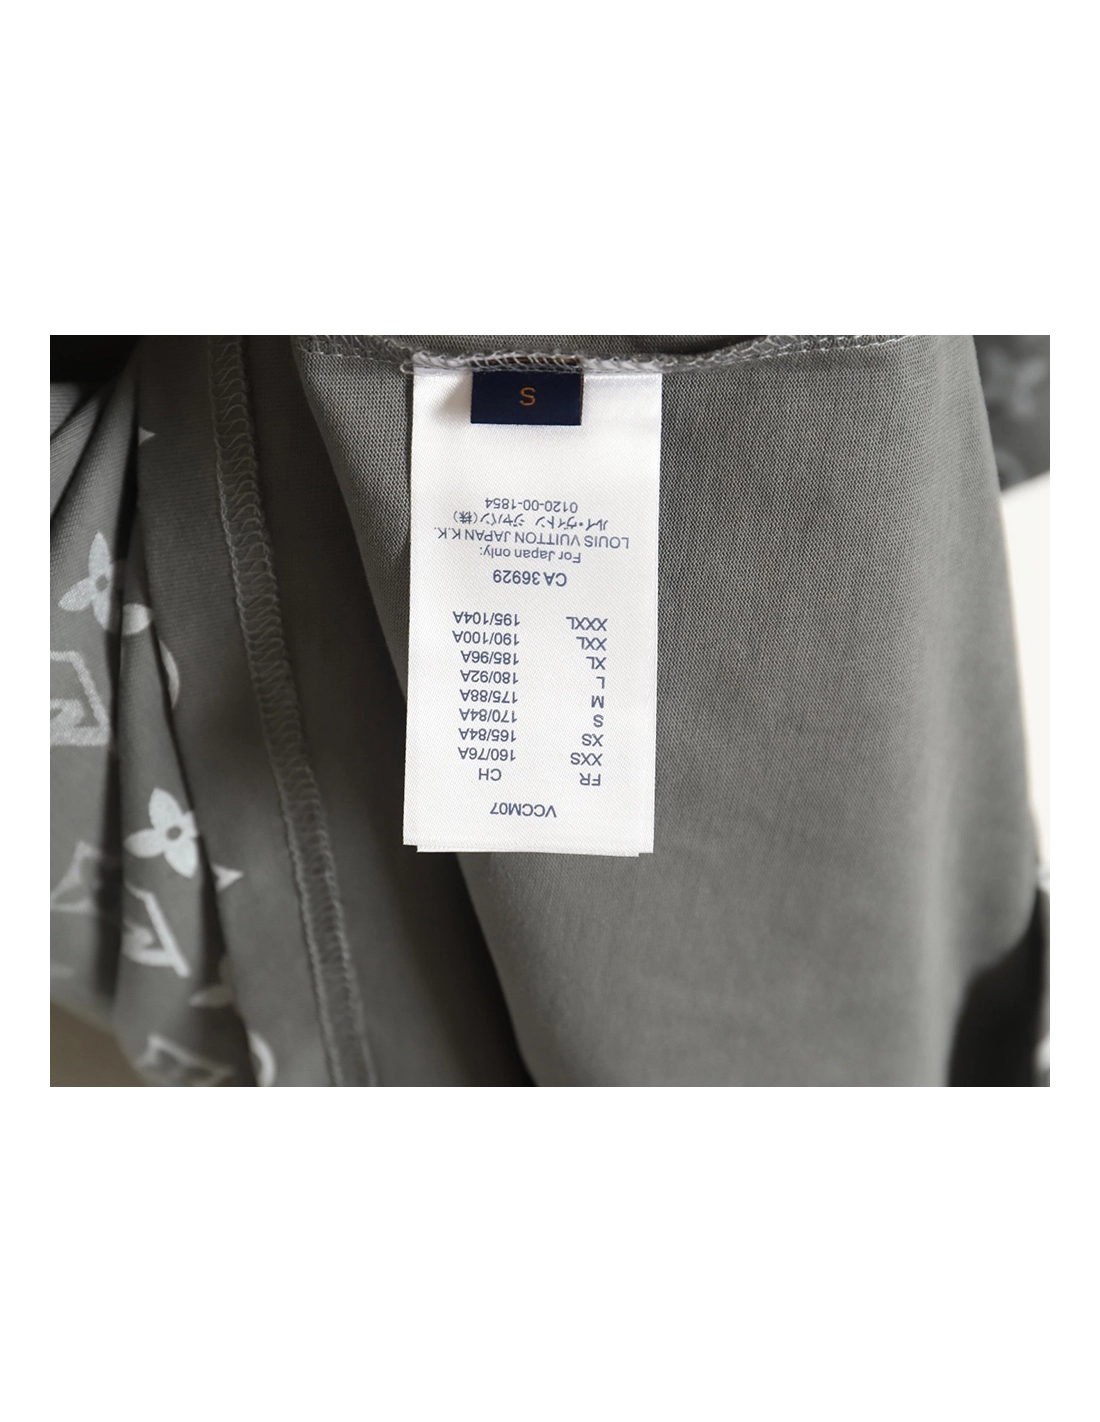 S
VCCM07
FR CH
XXS 160/76A
XS 165/84A
S 170/84A
M 175/88A
L 180/92A
XL 185/96A
XXL 190/100A
XXXL 195/104A
CA 36929
For Japan only:
LOUIS VUITTON JAPAN K.K.
ルイ・ヴィトン ジャパン(株)
0120-00-1854